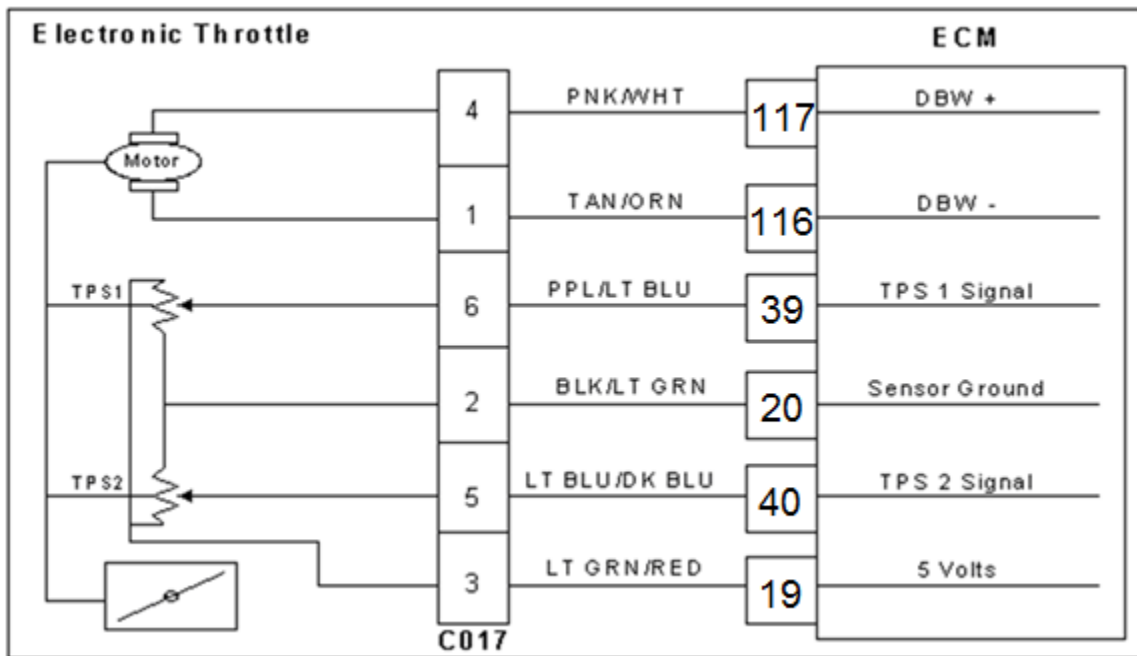 Electronic Throttle
ECM
4 PNK/WHT 117 DBW +
Motor
1 TAN/ORN 116 DBW -
TPS1 6 PPL/LT BLU 39 TPS 1 Signal
2 BLK/LT GRN 20 Sensor Ground
TPS2 5 LT BLU/DK BLU 40 TPS 2 Signal
3 LT GRN/RED 19 5 Volts
C017